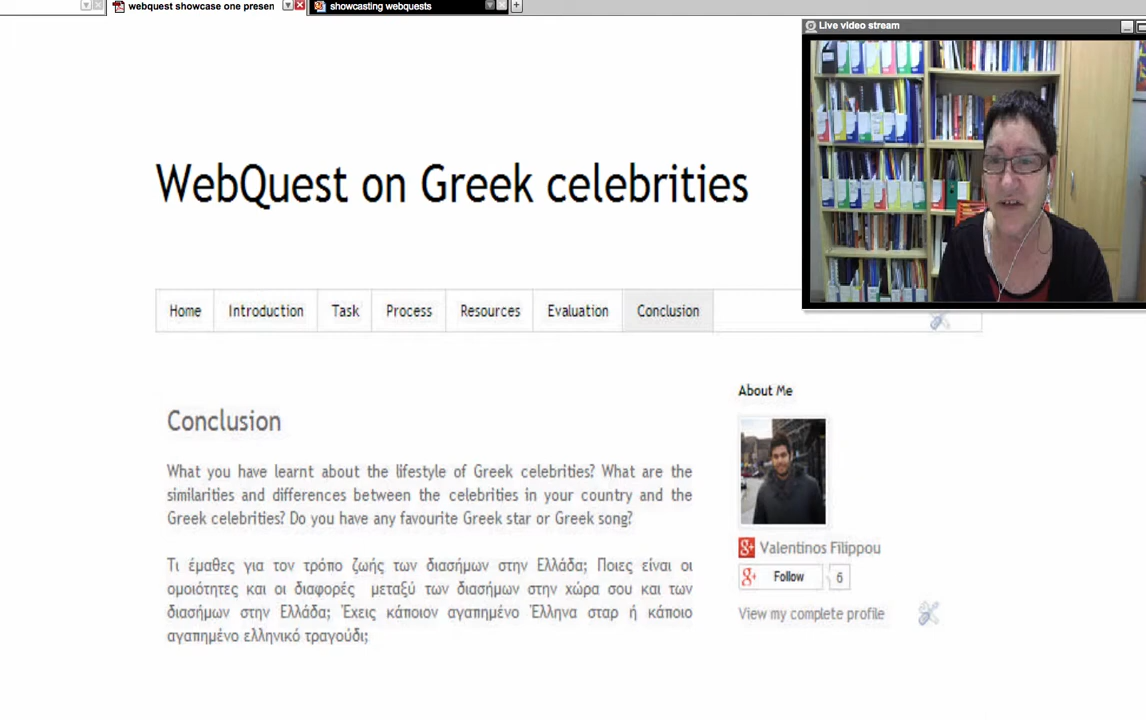 webquest showcase one presen
showcasing webquests
Live video stream
WebQuest on Greek celebrities
Home Introduction Task Process Resources Evaluation Conclusion
About Me
Conclusion
What you have learnt about the lifestyle of Greek celebrities? What are the
similarities and differences between the celebrities in your country and the
Greek celebrities? Do you have any favourite Greek star or Greek song?
Τι έμαθες για τον τρόπο ζωής των διασήμων στην Ελλάδα; Ποιες είναι οι
ομοιότητες και οι διαφορές μεταξύ των διασήμων στην χώρα σου και των
διασήμων στην Ελλάδα; Έχεις κάποιον αγαπημένο Έλληνα σταρ ή κάποιο
αγαπημένο ελληνικό τραγούδι;
g+ Valentinos Filippou
g+ Follow 6
View my complete profile